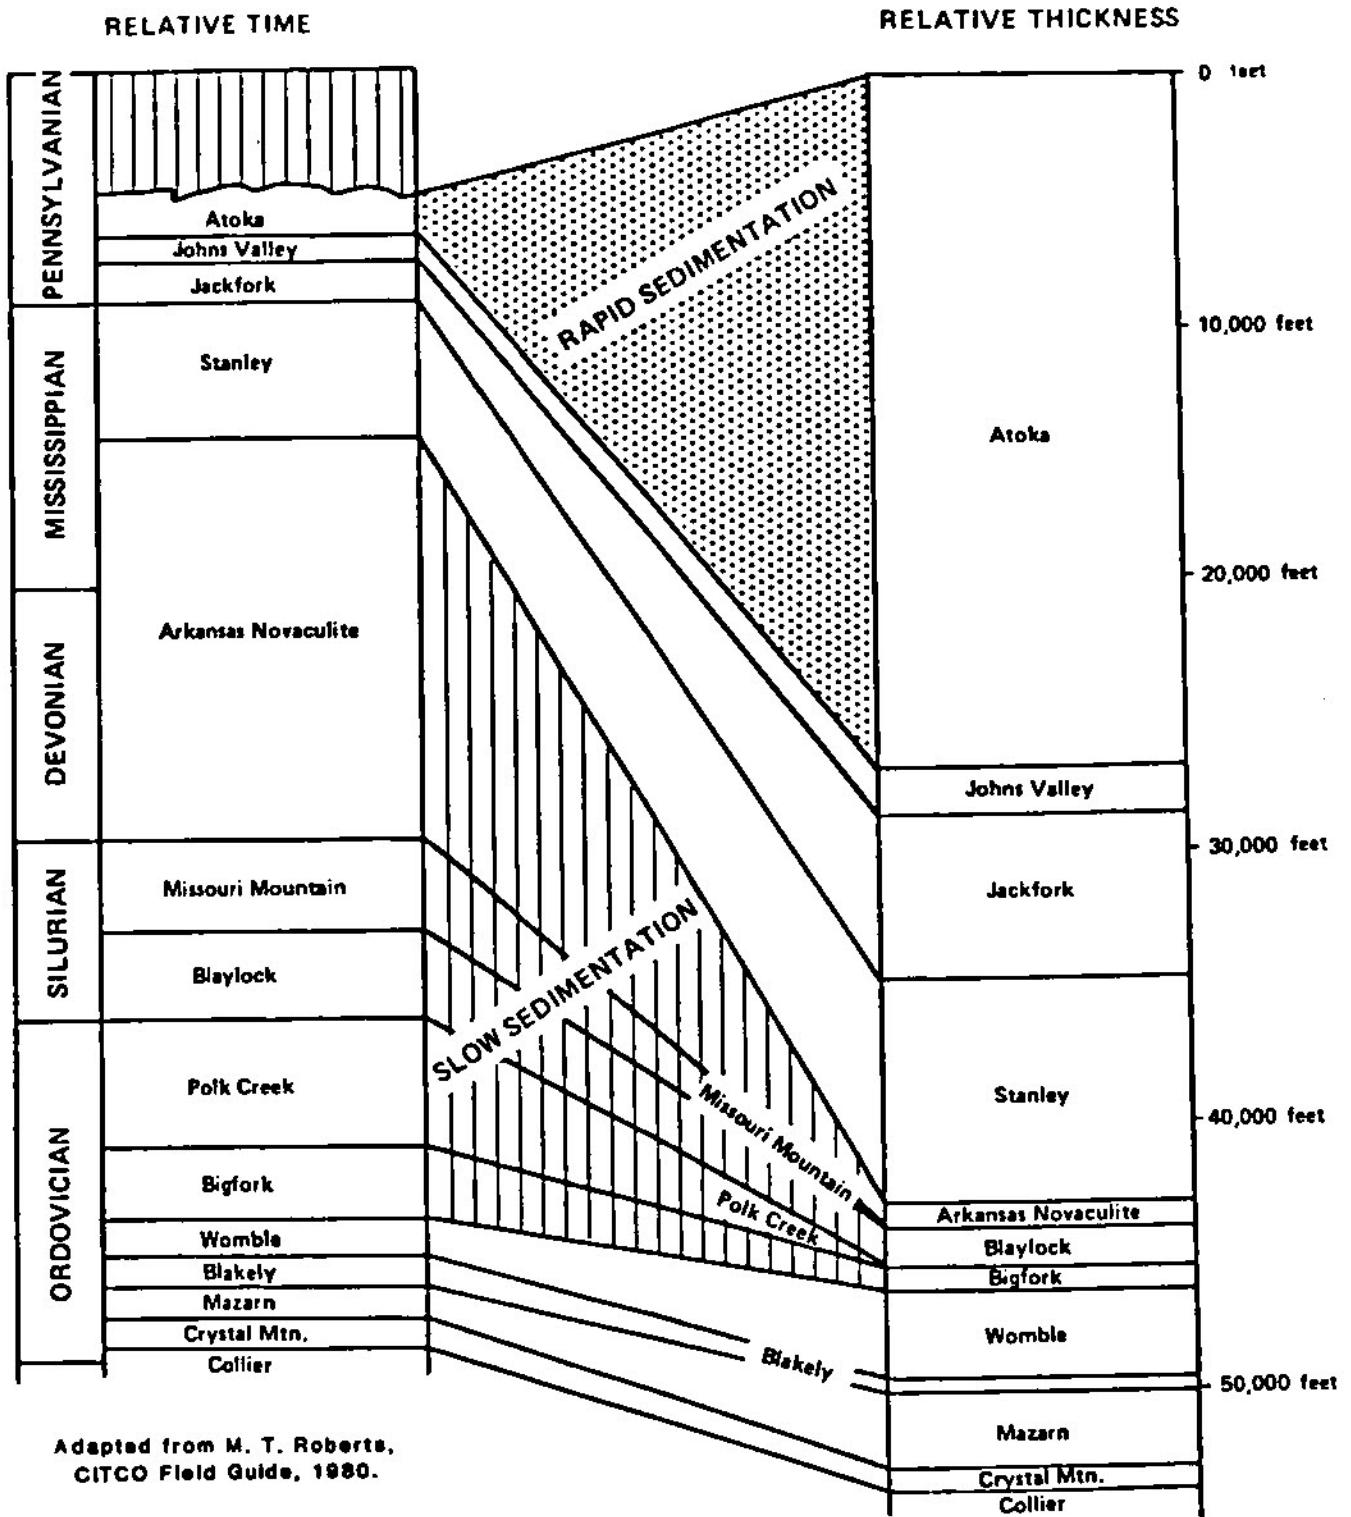 RELATIVE TIME
RELATIVE THICKNESS
PENNSYLVANIAN
MISSISSIPPIAN
DEVONIAN
SILURIAN
ORDOVICIAN
Atoka
Johns Valley
Jackfork
Stanley
Arkansas Novaculite
Missouri Mountain
Blaylock
Polk Creek
Bigfork
Womble
Blakely
Mazarn
Crystal Mtn.
Collier
RAPID SEDIMENTATION
SLOW SEDIMENTATION
Missouri Mountain
Polk Creek
Blakely
Atoka
Johns Valley
Jackfork
Stanley
Arkansas Novaculite
Blaylock
Bigfork
Womble
Mazarn
Crystal Mtn.
Collier
0 feet
10,000 feet
20,000 feet
30,000 feet
40,000 feet
50,000 feet
Adapted from M. T. Roberts,
CITCO Field Guide, 1980.